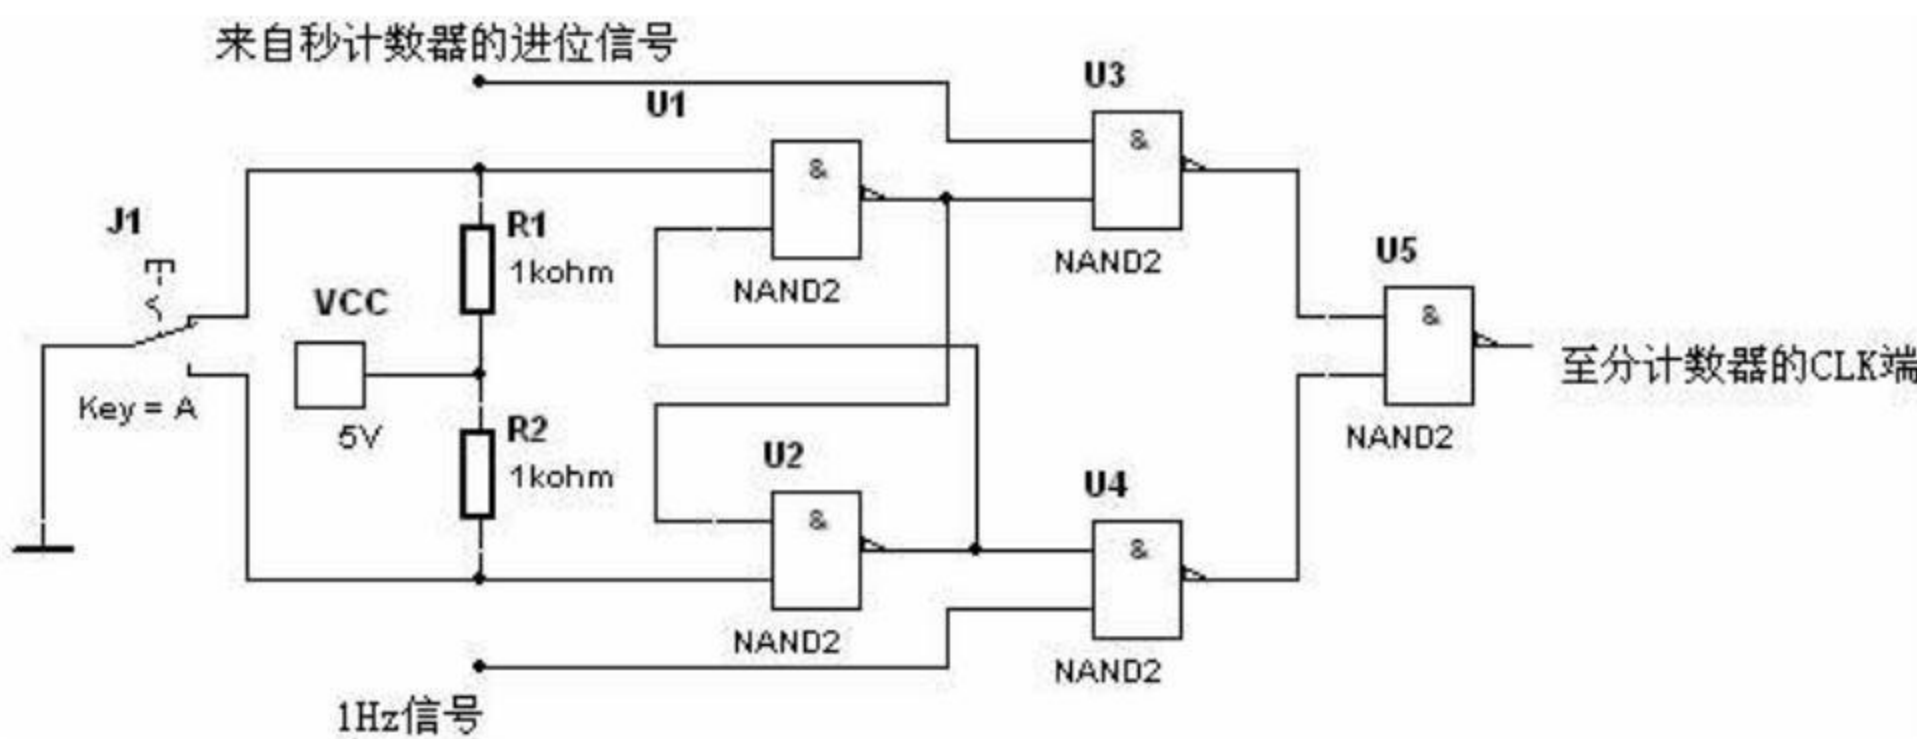 来自秒计数器的进位信号
U3
U1
&
&
J1
R1
1kohm
NAND2
U5
NAND2
VCC
&
至分计数器的CLK端
Key = A
5V
R2
1kohm
NAND2
U2
U4
&
&
NAND2
NAND2
1Hz信号